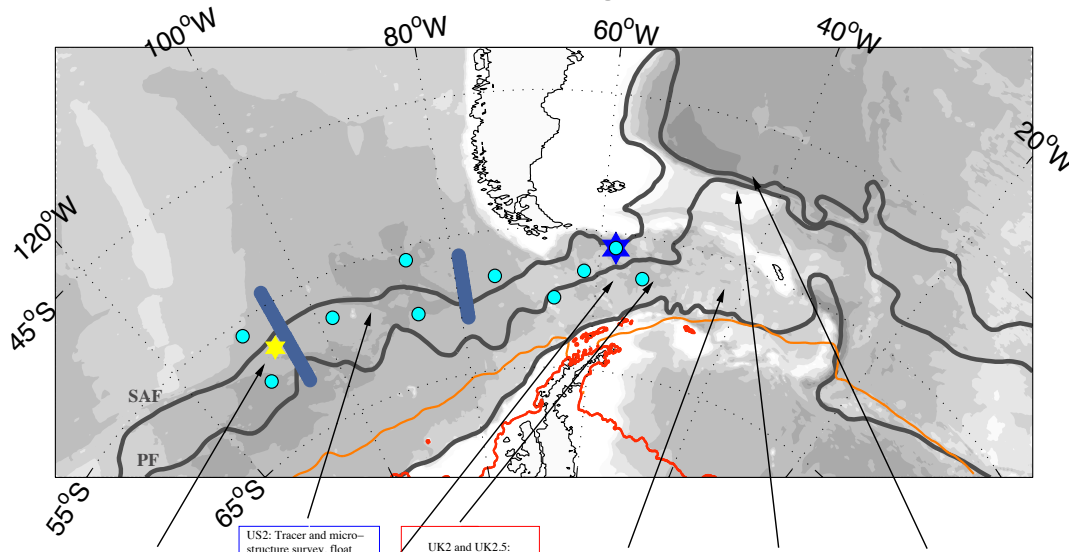 100°W
80°W
60°W
40°W
20°W
120°W
45°S
SAF
PF
55°S
65°S
US2: Tracer and micro–
structure survey, float
UK2 and UK2.5: